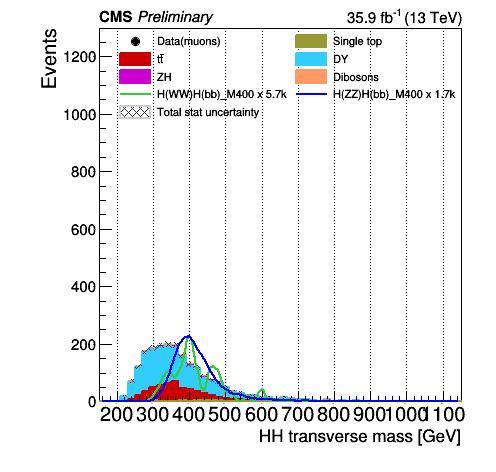 CMS Preliminary 35.9 fb⁻¹ (13 TeV)
Events
Data(muons) Single top
tt̄ DY
ZH Dibosons
H(WW)H(bb)_M400 x 5.7k H(ZZ)H(bb)_M400 x 1.7k
Total stat uncertainty
1200
1000
800
600
400
200
0
200 300 400 500 600 700 800 900 1000 1100
HH transverse mass [GeV]